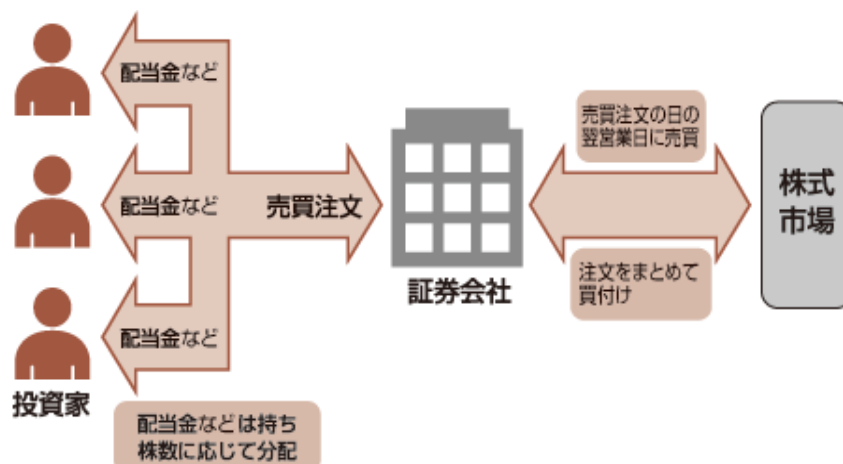 配当金など
売買注文の日の
翌営業日に売買
配当金など
売買注文
株式
市場
証券会社
注文をまとめて
買付け
配当金など
投資家
配当金などは持ち
株数に応じて分配